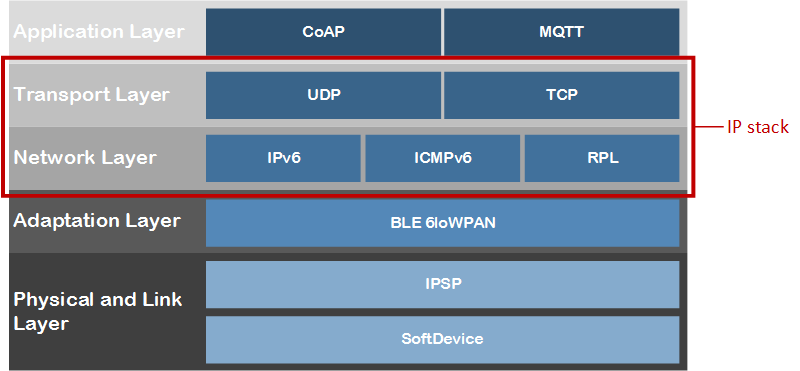 Application Layer
CoAP
MQTT
Transport Layer
UDP
TCP
IP stack
Network Layer
IPv6
ICMPv6
RPL
Adaptation Layer
BLE 6loWPAN
Physical and Link
Layer
IPSP
SoftDevice